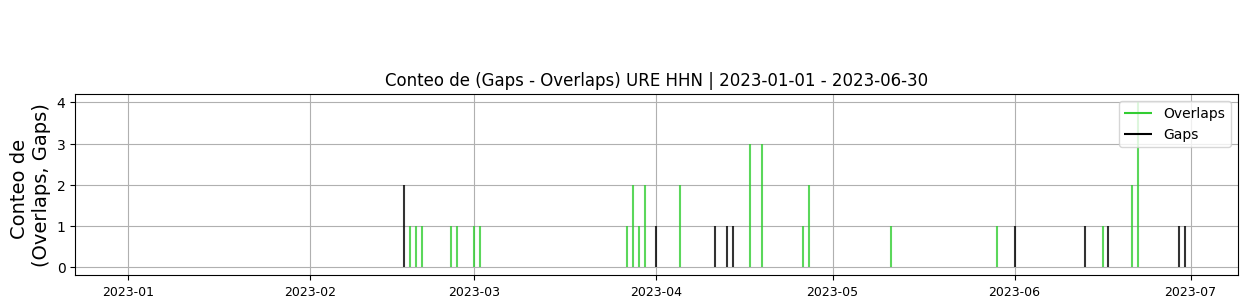 Conteo de (Gaps - Overlaps) URE HHN | 2023-01-01 - 2023-06-30
Conteo de
(Overlaps, Gaps)
4
3
2
1
0
Overlaps
Gaps
2023-01
2023-02
2023-03
2023-04
2023-05
2023-06
2023-07